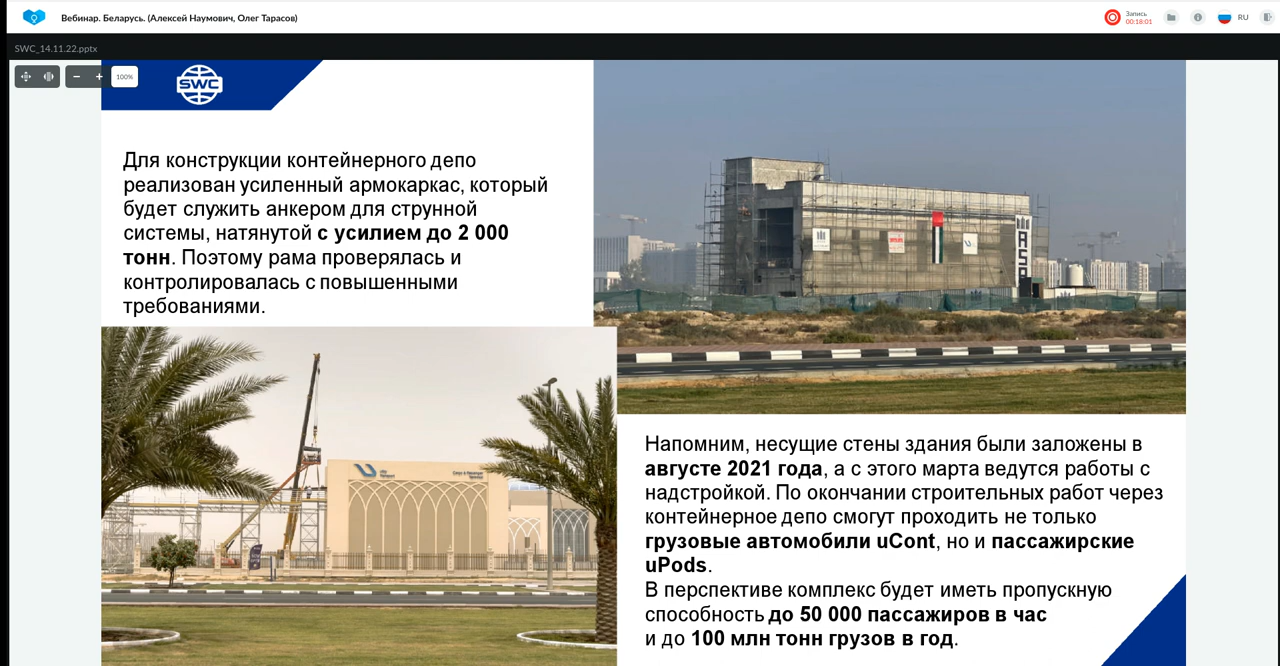 Вебинар. Беларусь. (Алексей Наумович, Олег Тарасов)
Запись
00:18:01
RU
SWC_14.11.22.pptx
100%
SWC
Для конструкции контейнерного депо
реализован усиленный армокаркас, который
будет служить анкером для струнной
системы, натянутой с усилием до 2 000
тонн. Поэтому рама проверялась и
контролировалась с повышенными
требованиями.
Напомним, несущие стены здания были заложены в
августе 2021 года, а с этого марта ведутся работы с
надстройкой. По окончании строительных работ через
контейнерное депо смогут проходить не только
грузовые автомобили uCont, но и пассажирские
uPods.
В перспективе комплекс будет иметь пропускную
способность до 50 000 пассажиров в час
и до 100 млн тонн грузов в год.